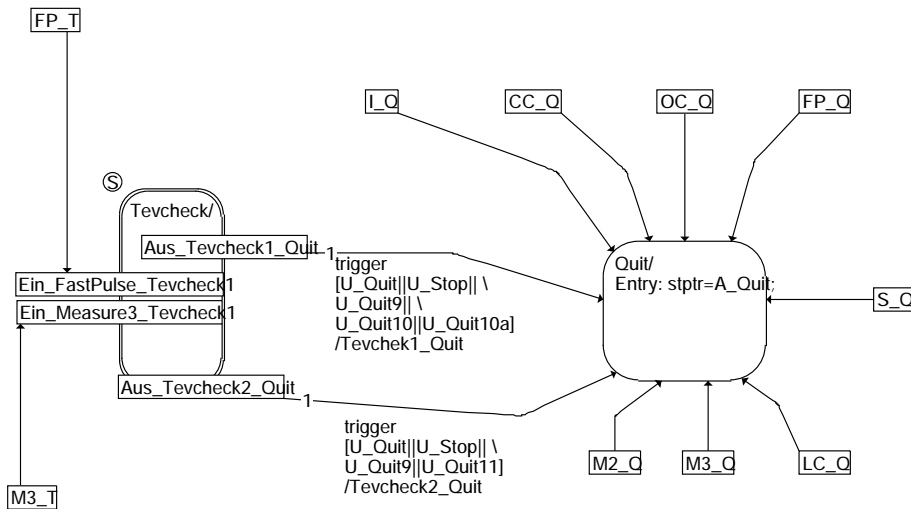 FP_T
I_Q
CC_Q
OC_Q
FP_Q
S
Tevcheck/
Aus_Tevcheck1_Quit
1
trigger
[U_Quit||U_Stop|| \
U_Quit9|| \
U_Quit10||U_Quit10a]
/Tevchek1_Quit
Quit/
Entry: stptr=A_Quit;
Ein_FastPulse_Tevcheck1
Ein_Measure3_Tevcheck1
S_Q
Aus_Tevcheck2_Quit
1
trigger
[U_Quit||U_Stop|| \
U_Quit9||U_Quit11]
/Tevcheck2_Quit
M2_Q
M3_Q
LC_Q
M3_T